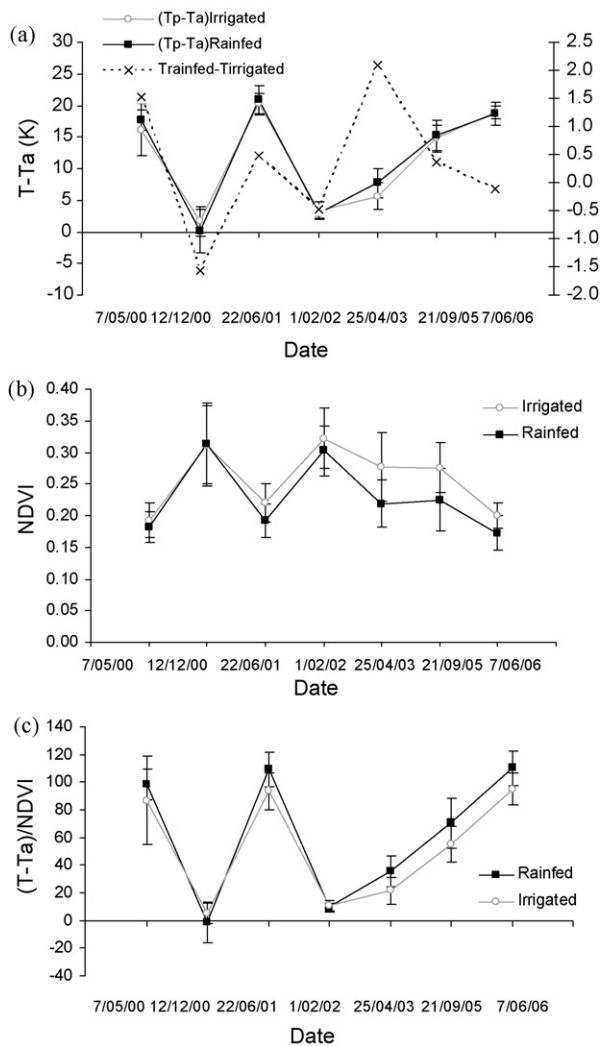 (a)
(Tp-Ta)Irrigated
(Tp-Ta)Rainfed
Trainfed-Tirrigated
30
25
20
15
10
5
0
-5
-10
T-Ta (K)
2.5
2.0
1.5
1.0
0.5
0.0
-0.5
-1.0
-1.5
-2.0
7/05/00 12/12/00 22/06/01 1/02/02 25/04/03 21/09/05 7/06/06
Date
(b)
0.40
0.35
0.30
0.25
0.20
0.15
0.10
0.05
0.00
NDVI
Irrigated
Rainfed
7/05/00 12/12/00 22/06/01 1/02/02 25/04/03 21/09/05 7/06/06
Date
(c)
140
120
100
80
60
40
20
0
-20
-40
(T-Ta)/NDVI
Rainfed
Irrigated
7/05/00 12/12/00 22/06/01 1/02/02 25/04/03 21/09/05 7/06/06
Date